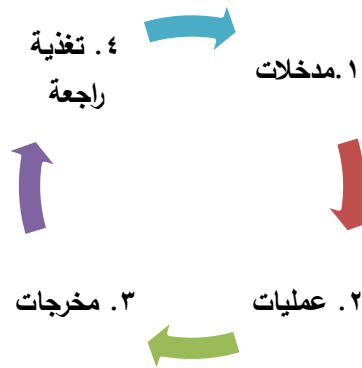 ١.مدخلات
٢. عمليات
٣. مخرجات
٤. تغذية
راجعة